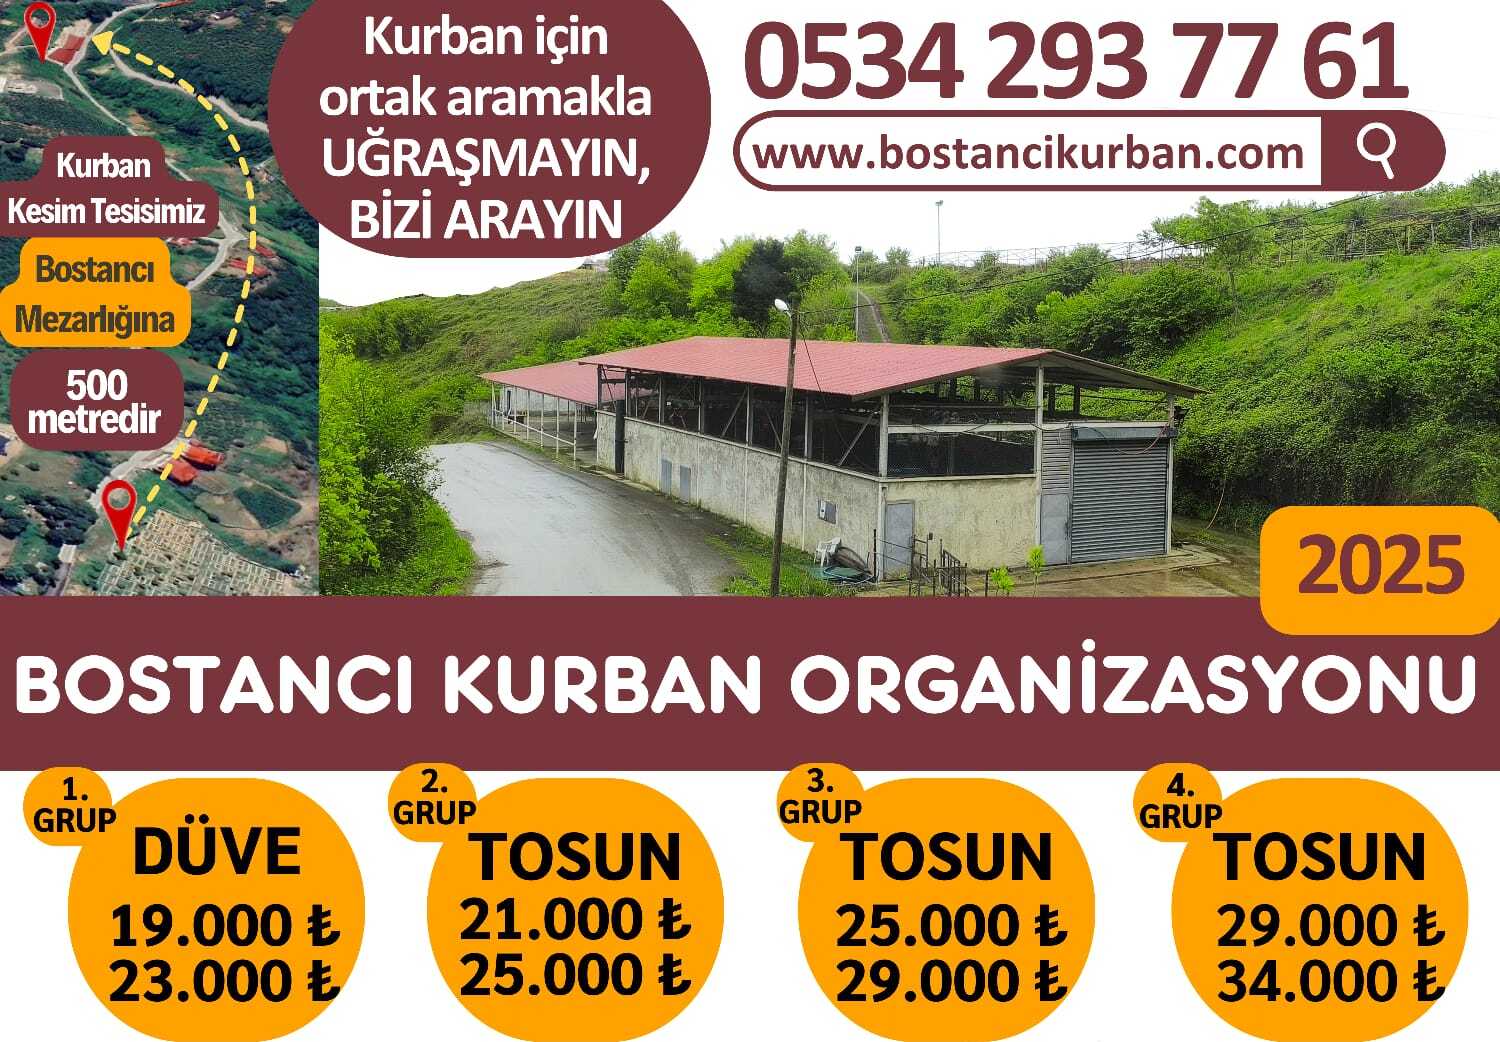 Kurban için
ortak aramakla
UĞRAŞMAYIN,
BİZİ ARAYIN
0534 293 77 61
www.bostancikurban.com
Kurban
Kesim Tesisimiz
Bostancı
Mezarlığına
500
metredir
2025
BOSTANCI KURBAN ORGANİZASYONU
1.
GRUP
DÜVE
19.000 ₺
23.000 ₺
2.
GRUP
TOSUN
21.000 ₺
25.000 ₺
3.
GRUP
TOSUN
25.000 ₺
29.000 ₺
4.
GRUP
TOSUN
29.000 ₺
34.000 ₺